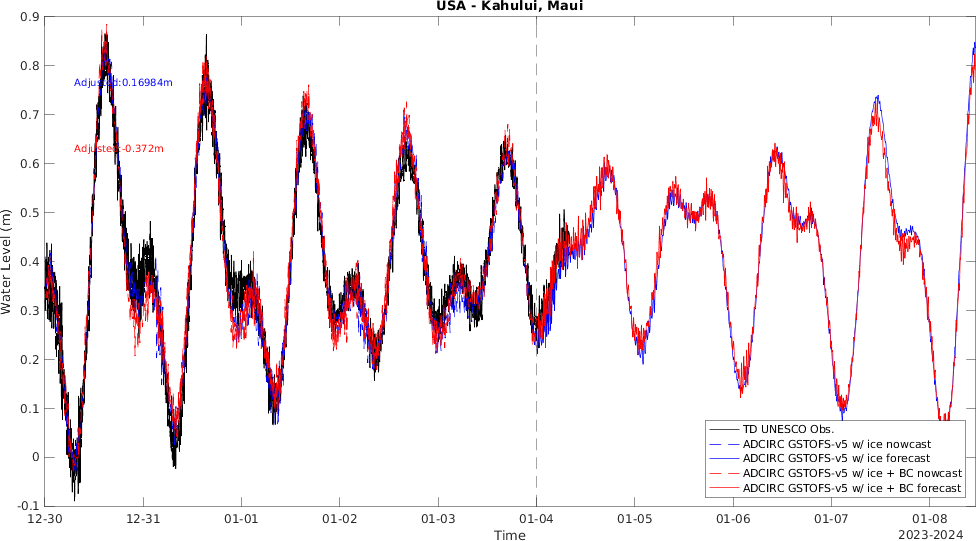 USA - Kahului, Maui
0.9
0.8
0.7
0.6
0.5
0.4
0.3
0.2
0.1
0
-0.1
Water Level (m)
Adjusted:0.16984m
Adjusted:-0.372m
TD UNESCO Obs.
ADCIRC GSTOFS-v5 w/ ice nowcast
ADCIRC GSTOFS-v5 w/ ice forecast
ADCIRC GSTOFS-v5 w/ ice + BC nowcast
ADCIRC GSTOFS-v5 w/ ice + BC forecast
12-30 12-31 01-01 01-02 01-03 01-04 01-05 01-06 01-07 01-08
Time
2023-2024